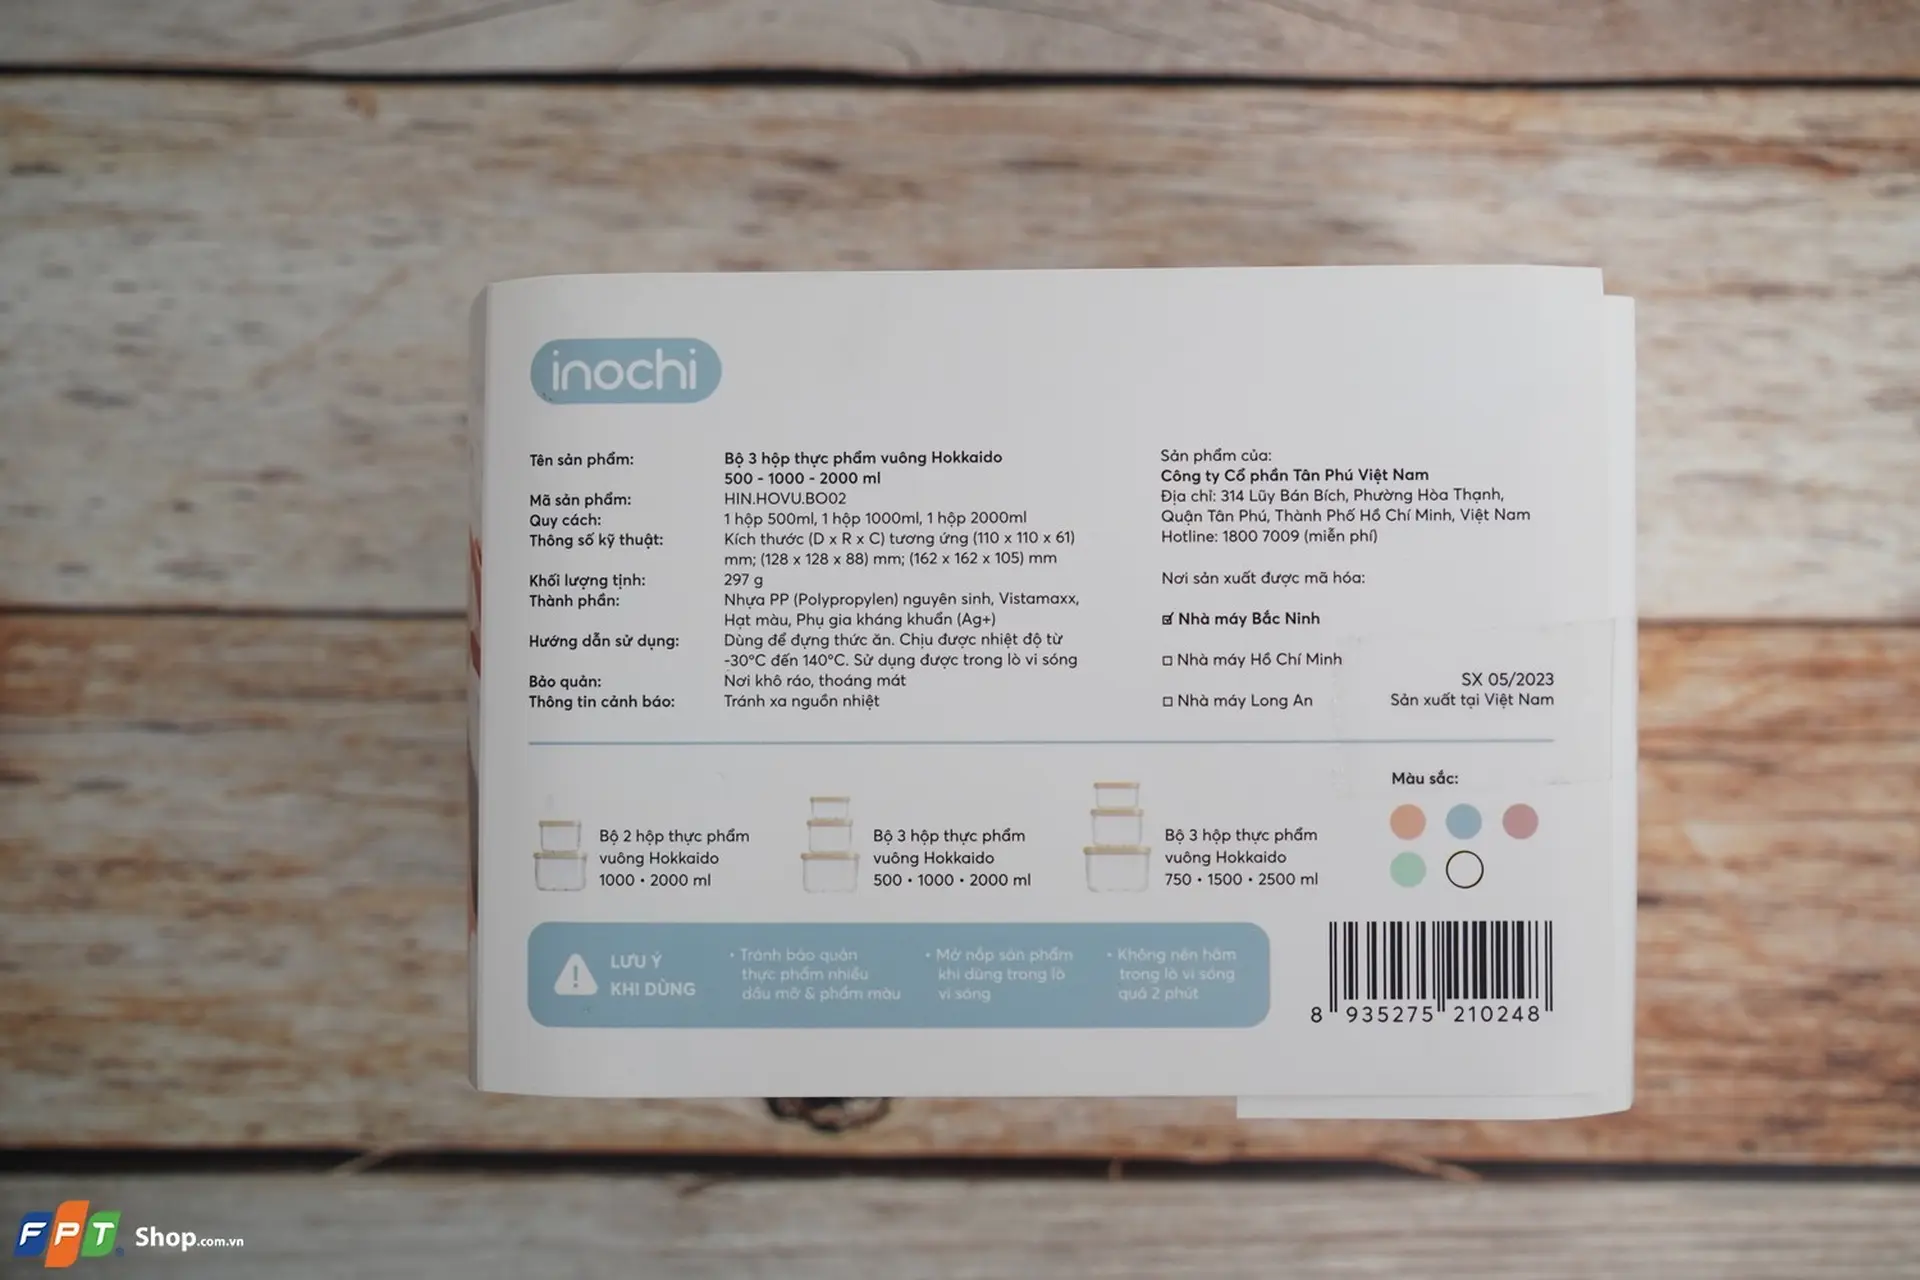 inochi
Tên sản phẩm: Bộ 3 hộp thực phẩm vuông Hokkaido
500 - 1000 - 2000 ml
Mã sản phẩm: HIN.HOVU.BO02
Quy cách: 1 hộp 500ml, 1 hộp 1000ml, 1 hộp 2000ml
Thông số kỹ thuật: Kích thước (D x R x C) tương ứng (110 x 110 x 61)
mm; (128 x 128 x 88) mm; (162 x 162 x 105) mm
Khối lượng tịnh: 297 g
Thành phần: Nhựa PP (Polypropylen) nguyên sinh, Vistamaxx,
Hạt màu, Phụ gia kháng khuẩn (Ag+)
Hướng dẫn sử dụng: Dùng để đựng thức ăn. Chịu được nhiệt độ từ
-30°C đến 140°C. Sử dụng được trong lò vi sóng
Bảo quản: Nơi khô ráo, thoáng mát
Thông tin cảnh báo: Tránh xa nguồn nhiệt
Sản phẩm của:
Công ty Cổ phần Tân Phú Việt Nam
Địa chỉ: 314 Lũy Bán Bích, Phường Hòa Thạnh,
Quận Tân Phú, Thành Phố Hồ Chí Minh, Việt Nam
Hotline: 1800 7009 (miễn phí)
Nơi sản xuất được mã hóa:
☑ Nhà máy Bắc Ninh
☐ Nhà máy Hồ Chí Minh
☐ Nhà máy Long An
SX 05/2023
Sản xuất tại Việt Nam
Bộ 2 hộp thực phẩm
vuông Hokkaido
1000 • 2000 ml
Bộ 3 hộp thực phẩm
vuông Hokkaido
500 • 1000 • 2000 ml
Bộ 3 hộp thực phẩm
vuông Hokkaido
750 • 1500 • 2500 ml
Màu sắc:
LƯU Ý
KHI DÙNG
• Tránh bảo quản
thực phẩm nhiều
dầu mỡ & phẩm màu
• Mở nắp sản phẩm
khi dùng trong lò
vi sóng
• Không nên hâm
trong lò vi sóng
quá 2 phút
8 935275 210248
FPT Shop.com.vn